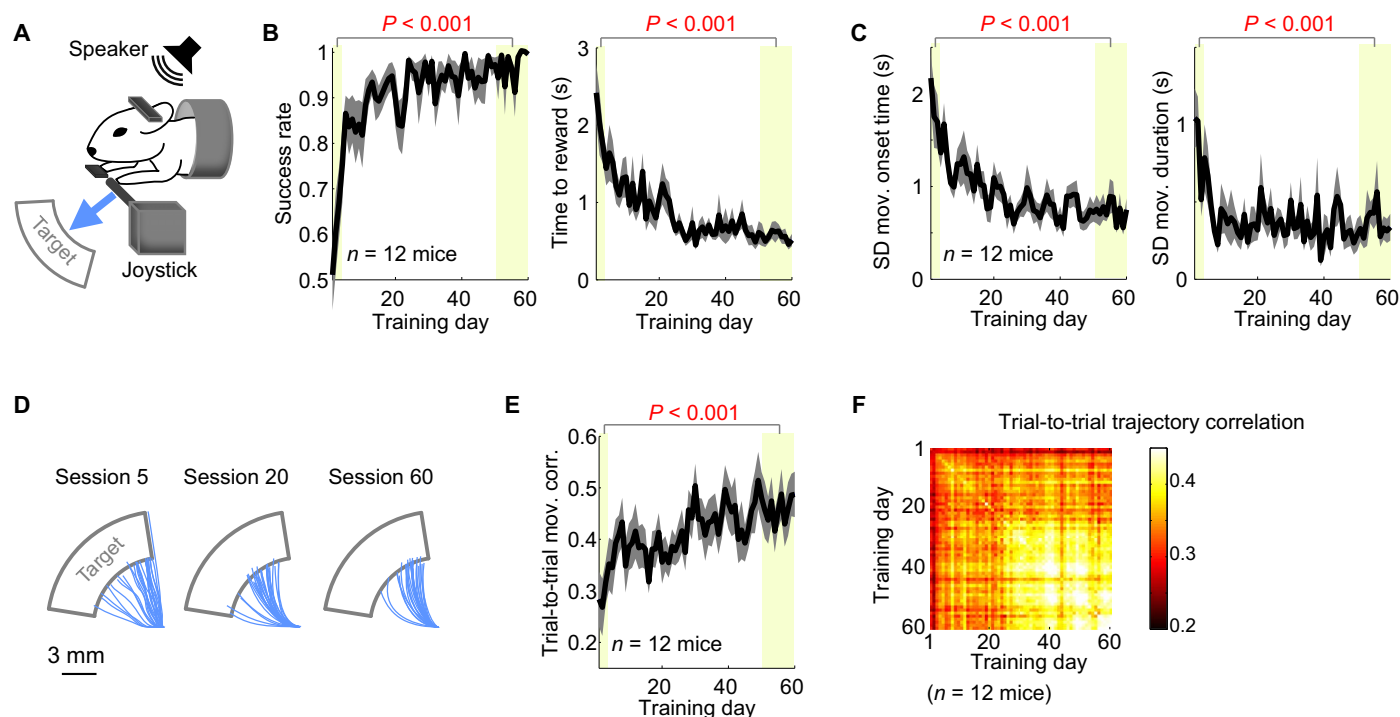 A
Speaker
Target
Joystick
B
P < 0.001
Success rate
1
0.9
0.8
0.7
0.6
0.5
n = 12 mice
20
40
60
Training day
Time to reward (s)
3
2
1
0
20
40
60
Training day
C
P < 0.001
SD mov. onset time (s)
2
1
0
n = 12 mice
20
40
60
Training day
P < 0.001
SD mov. duration (s)
1
0
20
40
60
Training day
D
Session 5
Session 20
Session 60
Target
3 mm
E
P < 0.001
Trial-to-trial mov. corr.
0.6
0.5
0.4
0.3
0.2
n = 12 mice
20
40
60
Training day
F
Trial-to-trial trajectory correlation
Training day
1
20
40
60
1
20
40
60
Training day
(n = 12 mice)
0.4
0.3
0.2